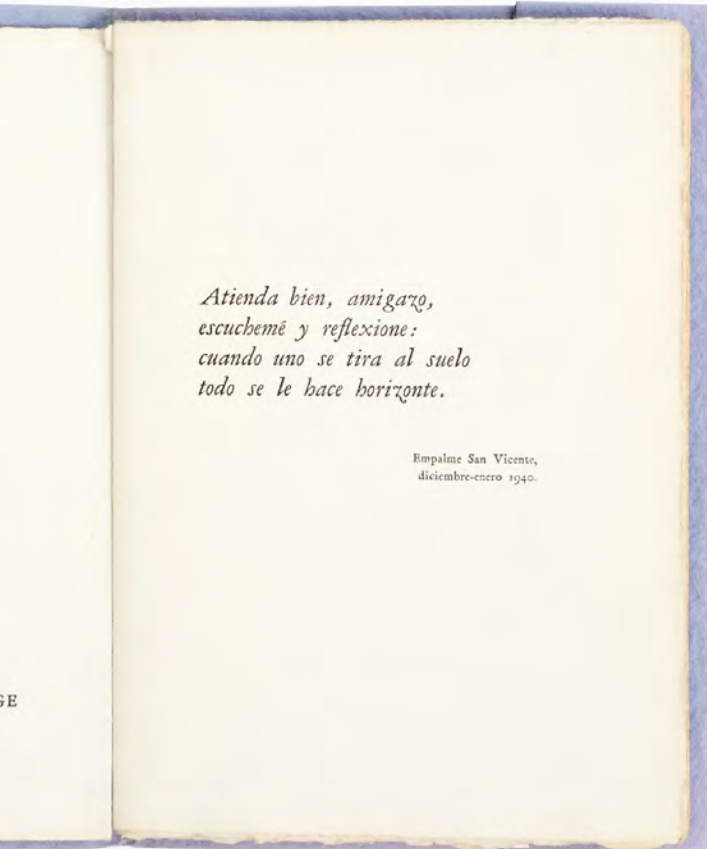 GE
Atienda bien, amigazo,
escuchemé y reflexione:
cuando uno se tira al suelo
todo se le hace horizonte.
Empalme San Vicente,
diciembre-enero 1940.